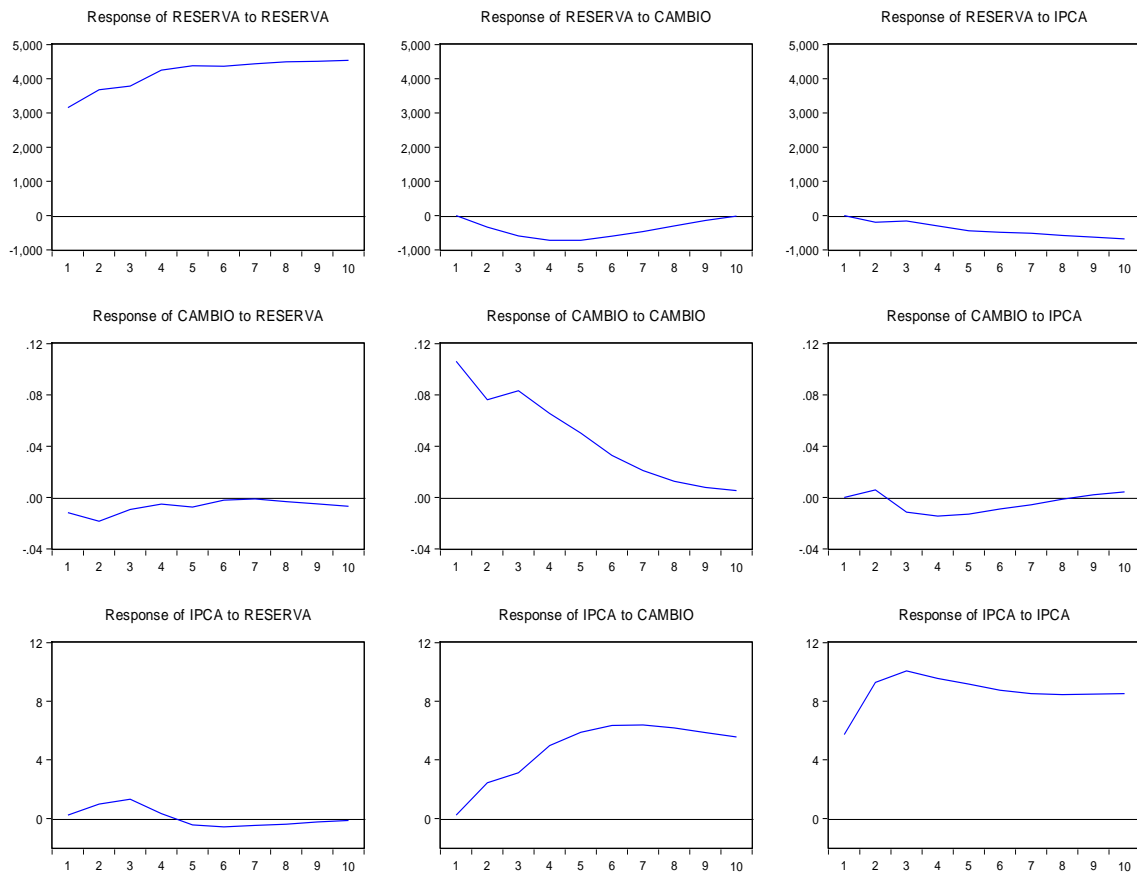 Response of RESERVA to RESERVA
5,000
4,000
3,000
2,000
1,000
0
-1,000
1 2 3 4 5 6 7 8 9 10
Response of RESERVA to CAMBIO
5,000
4,000
3,000
2,000
1,000
0
-1,000
1 2 3 4 5 6 7 8 9 10
Response of RESERVA to IPCA
5,000
4,000
3,000
2,000
1,000
0
-1,000
1 2 3 4 5 6 7 8 9 10
Response of CAMBIO to RESERVA
.12
.08
.04
.00
-.04
1 2 3 4 5 6 7 8 9 10
Response of CAMBIO to CAMBIO
.12
.08
.04
.00
-.04
1 2 3 4 5 6 7 8 9 10
Response of CAMBIO to IPCA
.12
.08
.04
.00
-.04
1 2 3 4 5 6 7 8 9 10
Response of IPCA to RESERVA
12
8
4
0
1 2 3 4 5 6 7 8 9 10
Response of IPCA to CAMBIO
12
8
4
0
1 2 3 4 5 6 7 8 9 10
Response of IPCA to IPCA
12
8
4
0
1 2 3 4 5 6 7 8 9 10